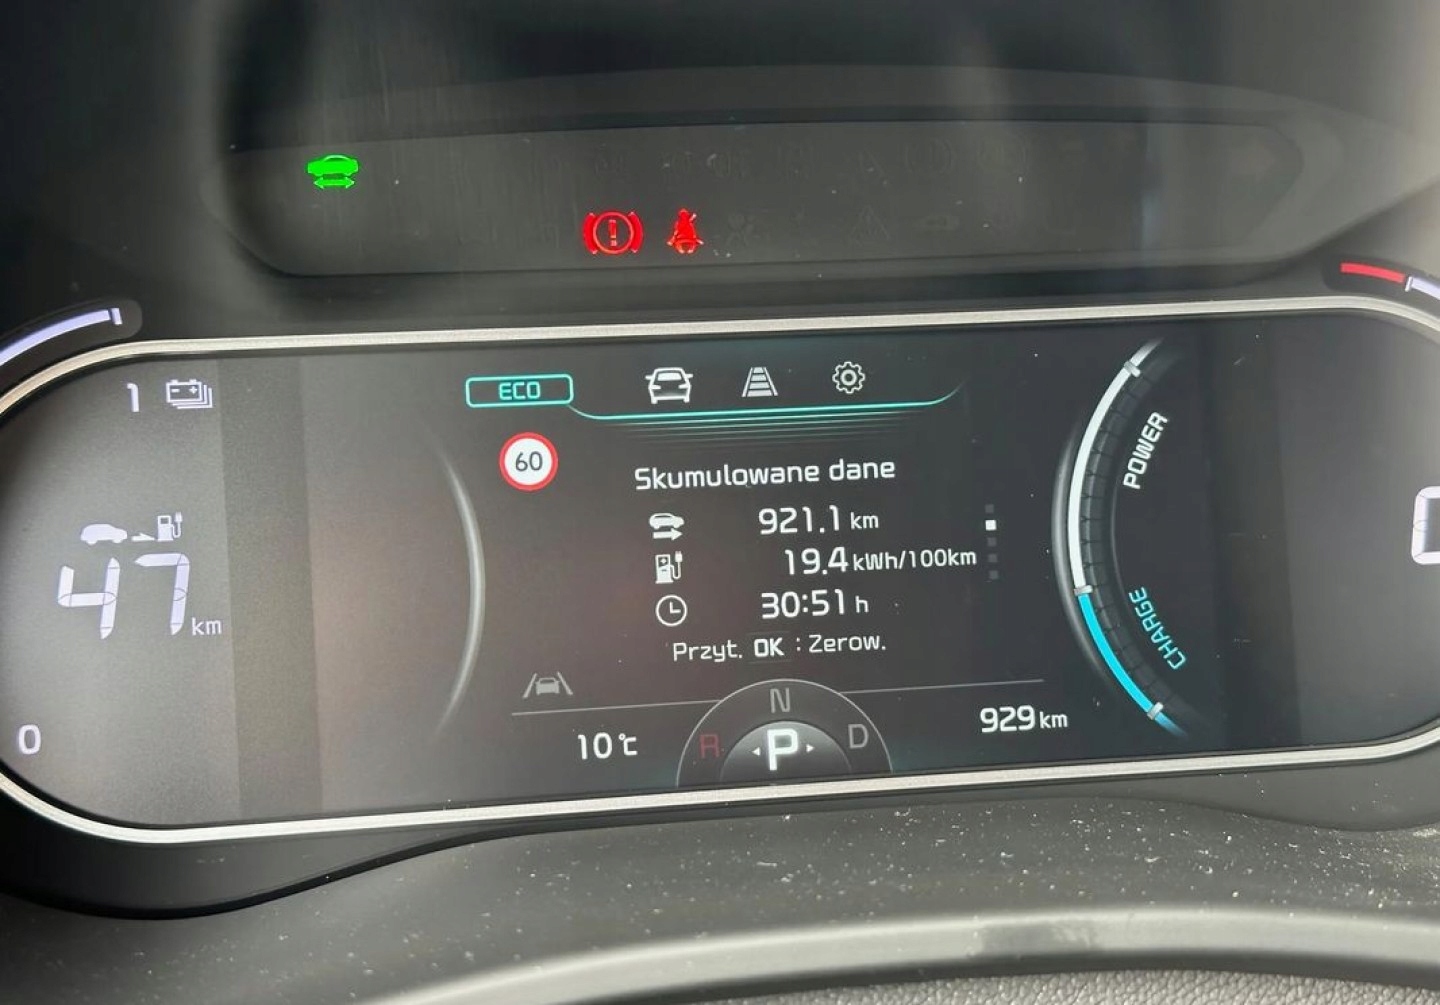 1
ECO
60
Skumulowane dane
921.1 km
19.4 kWh/100km
30:51 h
Przyt. OK : Zerow.
47 km
0
POWER
CHARGE
N
R P D
10°C
929 km